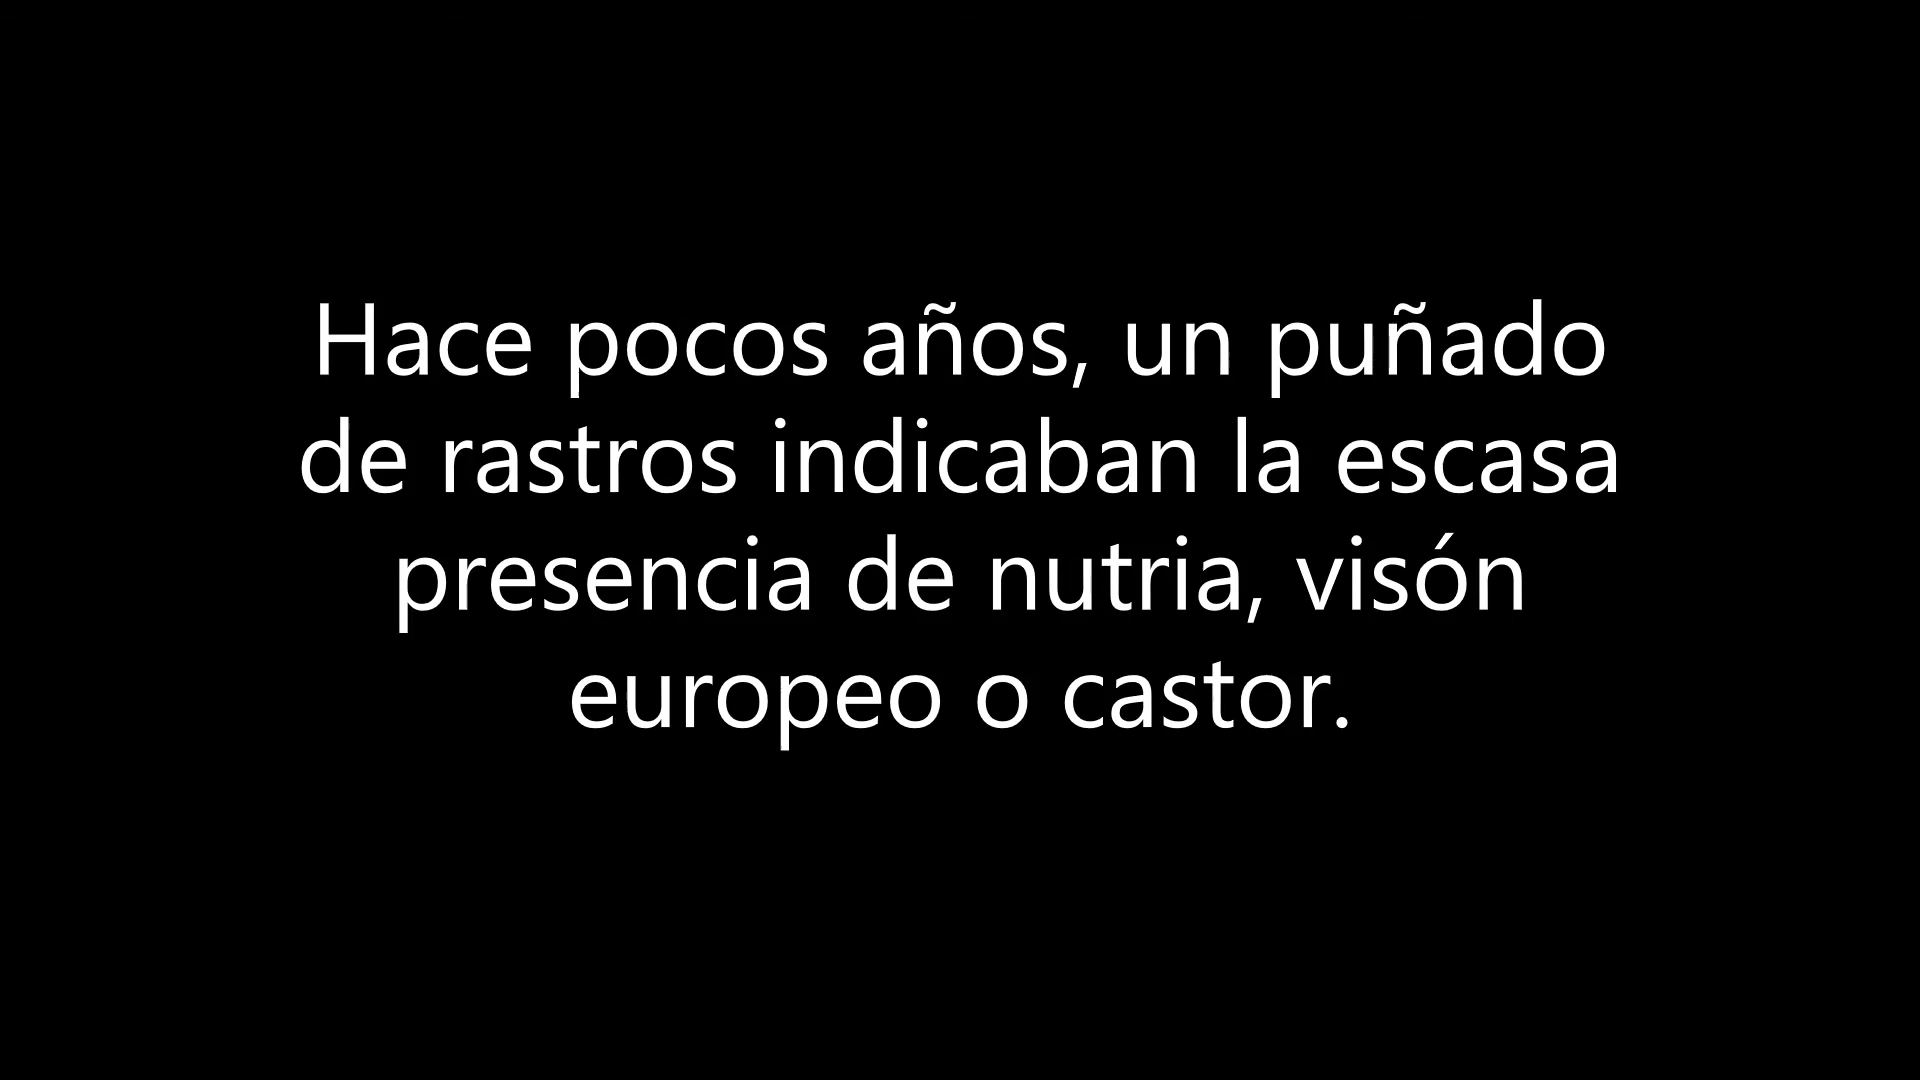 Hace pocos años, un puñado
de rastros indicaban la escasa
presencia de nutria, visón
europeo o castor.